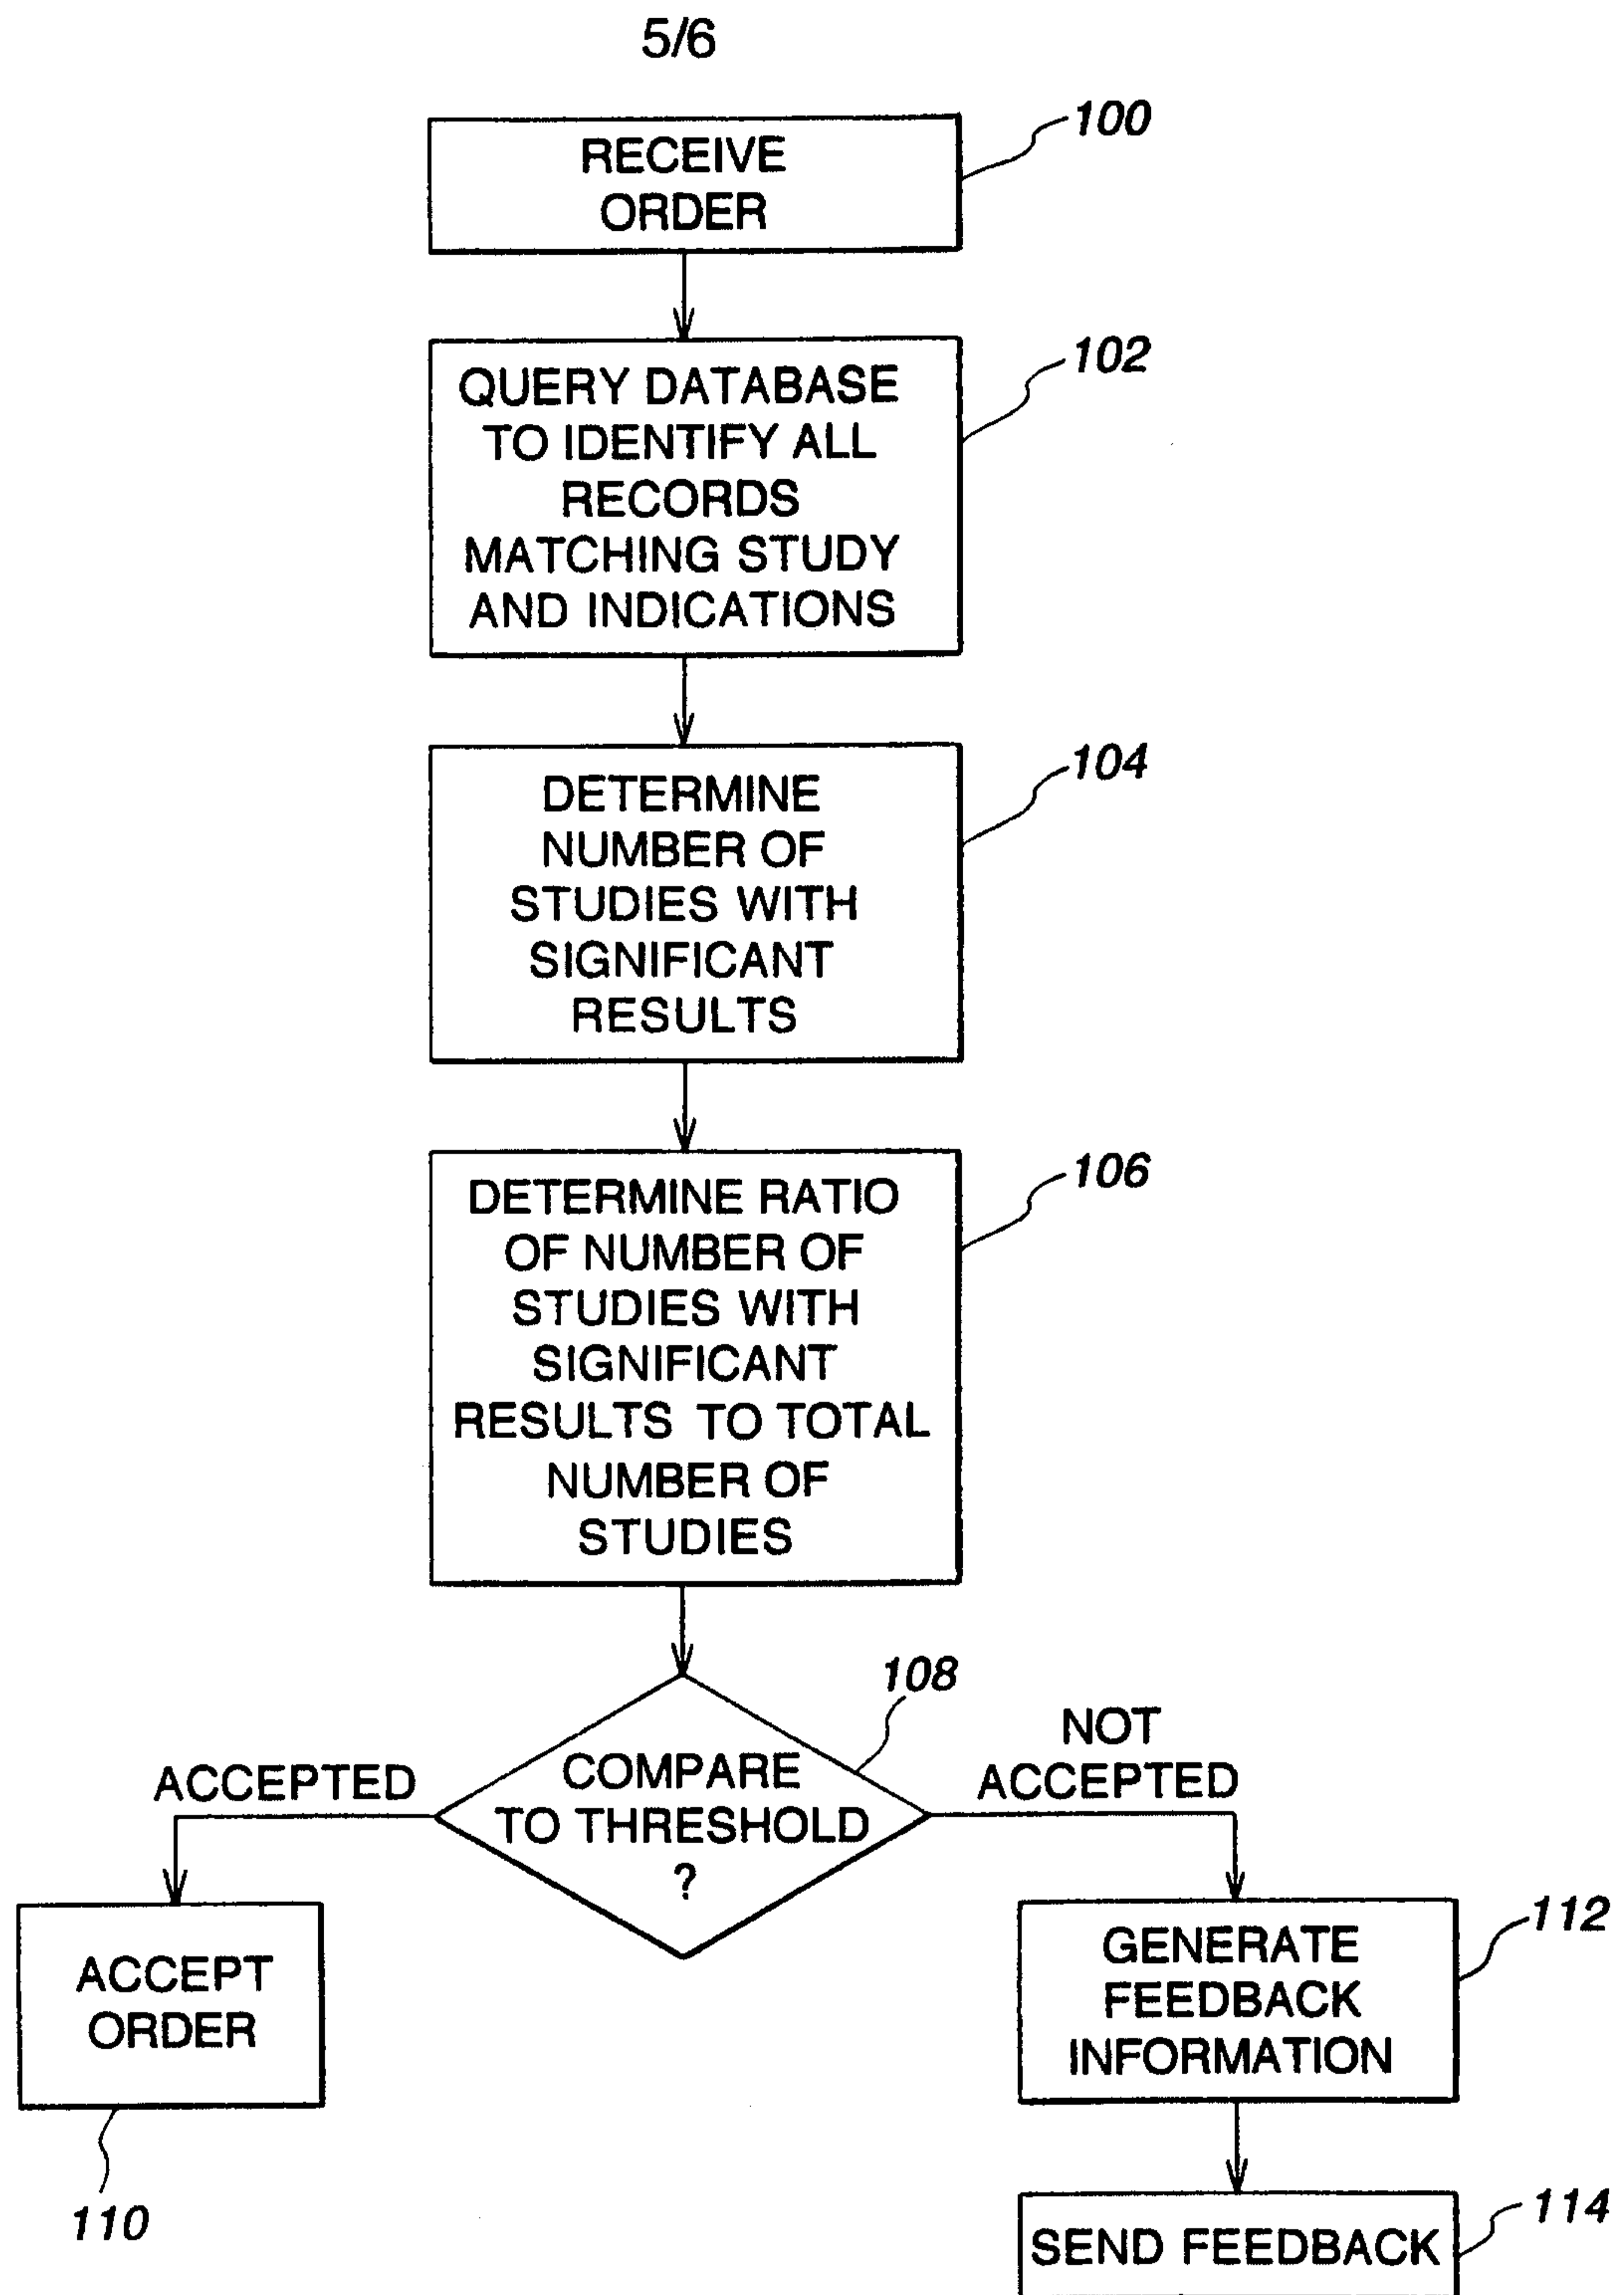 5/6
RECEIVE
ORDER
100
QUERY DATABASE
TO IDENTIFY ALL
RECORDS
MATCHING STUDY
AND INDICATIONS
102
DETERMINE
NUMBER OF
STUDIES WITH
SIGNIFICANT
RESULTS
104
DETERMINE RATIO
OF NUMBER OF
STUDIES WITH
SIGNIFICANT
RESULTS TO TOTAL
NUMBER OF
STUDIES
106
COMPARE
TO THRESHOLD
?
108
ACCEPTED
NOT
ACCEPTED
ACCEPT
ORDER
110
GENERATE
FEEDBACK
INFORMATION
112
SEND FEEDBACK
114